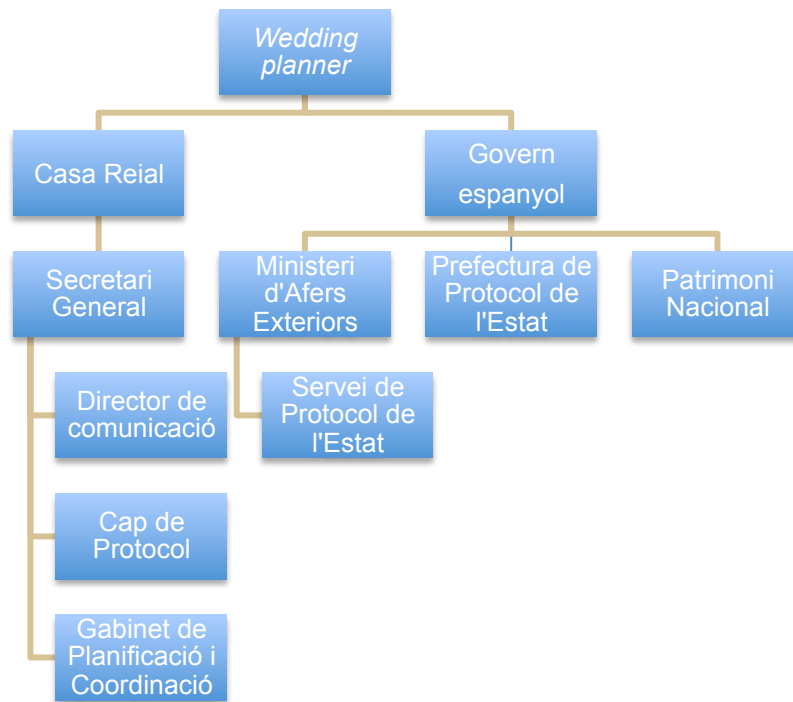 Wedding
planner
Casa Reial
Govern
espanyol
Secretari
General
Ministeri
d'Afers
Exteriors
Prefectura de
Protocol de
l'Estat
Patrimoni
Nacional
Director de
comunicació
Servei de
Protocol de
l'Estat
Cap de
Protocol
Gabinet de
Planificació i
Coordinació